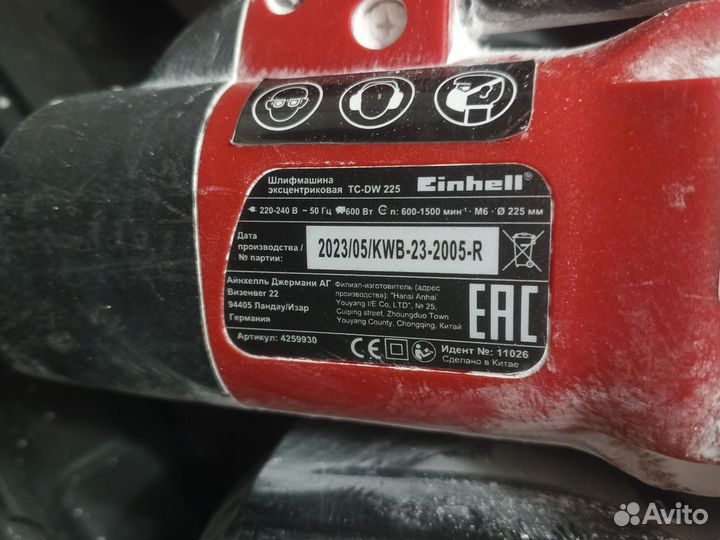 Шлифмашина
эксцентриковая TC-DW 225
Einhell®
220-240 В ~ 50 Гц 600 Вт n: 600-1500 мин⁻¹ · M6 · Ø 225 мм
Дата
производства /
№ партии:
2023/05/KWB-23-2005-R
Айнхелль Джермани АГ
Визенвег 22
94405 Ландау/Изар
Германия
Артикул: 4259930
Филиал-изготовитель (адрес
производства): "Hansi Anhai
Youyang I/E Co, LTD", № 25,
Cuiping street, Zhoungduo Town
Youyang County, Chongqing, Китай
EAC
CE
Идент №: 11026
Сделано в Китае
Avito